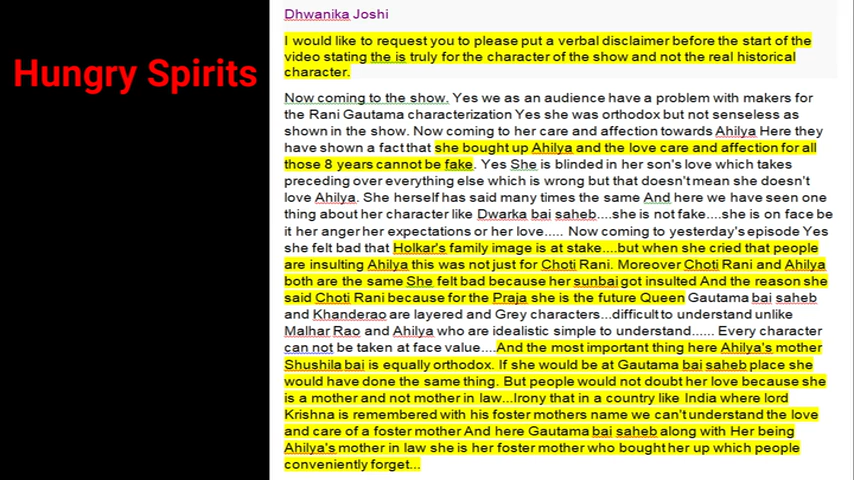 Hungry Spirits
Dhwanika Joshi
I would like to request you to please put a verbal disclaimer before the start of the
video stating the is truly for the character of the show and not the real historical
character.
Now coming to the show. Yes we as an audience have a problem with makers for
the Rani Gautama characterization Yes she was orthodox but not senseless as
shown in the show. Now coming to her care and affection towards Ahilya Here they
have shown a fact that she bought up Ahilya and the love care and affection for all
those 8 years cannot be fake. Yes She is blinded in her son's love which takes
preceding over everything else which is wrong but that doesn't mean she doesn't
love Ahilya. She herself has said many times the same And here we have seen one
thing about her character like Dwarka bai saheb....she is not fake....she is on face be
it her anger her expectations or her love..... Now coming to yesterday's episode Yes
she felt bad that Holkar's family image is at stake....but when she cried that people
are insulting Ahilya this was not just for Choti Rani. Moreover Choti Rani and Ahilya
both are the same She felt bad because her sunbai got insulted And the reason she
said Choti Rani because for the Praja she is the future Queen Gautama bai saheb
and Khanderao are layered and Grey characters...difficult to understand unlike
Malhar Rao and Ahilya who are idealistic simple to understand...... Every character
can not be taken at face value....And the most important thing here Ahilya's mother
Shushila bai is equally orthodox. If she would be at Gautama bai saheb place she
would have done the same thing. But people would not doubt her love because she
is a mother and not mother in law...Irony that in a country like India where lord
Krishna is remembered with his foster mothers name we can't understand the love
and care of a foster mother And here Gautama bai saheb along with Her being
Ahilya's mother in law she is her foster mother who bought her up which people
conveniently forget...